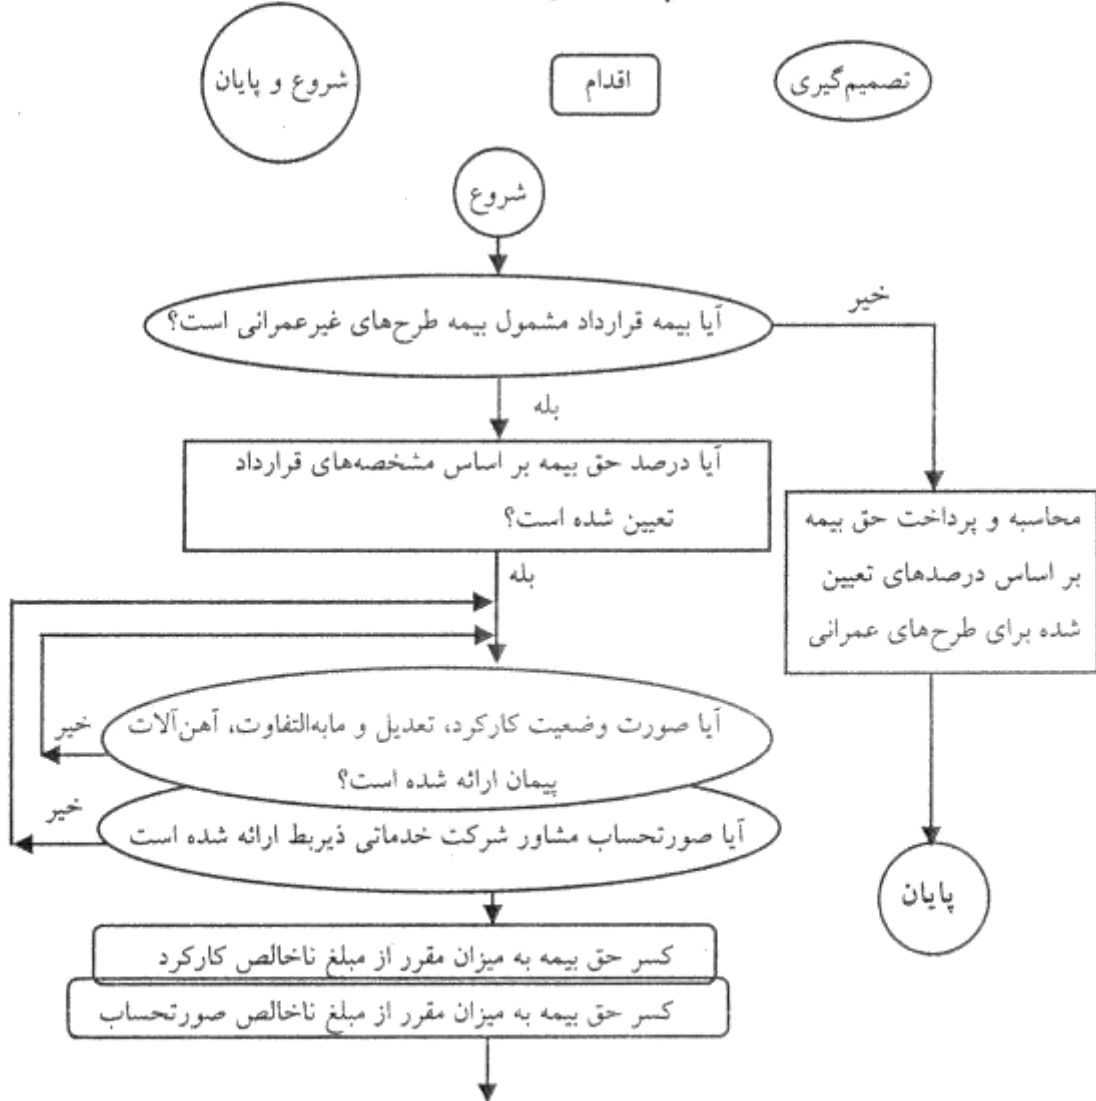 تصمیم‌گیری
اقدام
شروع و پایان
شروع
آیا بیمه قرارداد مشمول بیمه طرح‌های غیرعمرانی است؟
خیر
بله
آیا درصد حق بیمه بر اساس مشخصه‌های قرارداد
تعیین شده است؟
محاسبه و پرداخت حق بیمه
بر اساس درصدهای تعیین
شده برای طرح‌های عمرانی
بله
آیا صورت وضعیت کارکرد، تعدیل و مابه‌التفاوت، آهن‌آلات
پیمان ارائه شده است؟
خیر
آیا صورتحساب مشاور شرکت خدماتی ذیربط ارائه شده است
خیر
پایان
کسر حق بیمه به میزان مقرر از مبلغ ناخالص کارکرد
کسر حق بیمه به میزان مقرر از مبلغ ناخالص صورتحساب